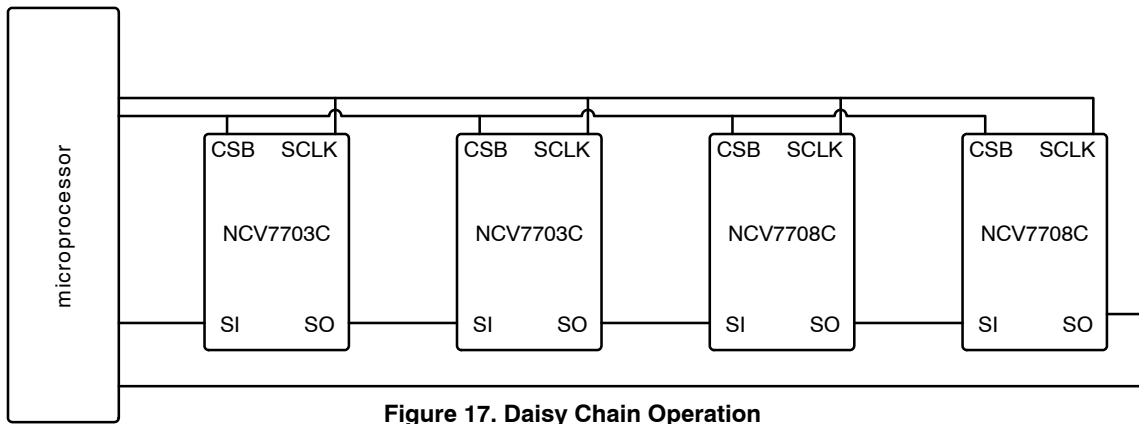 microprocessor
CSB SCLK
NCV7703C
SI SO
CSB SCLK
NCV7703C
SI SO
CSB SCLK
NCV7708C
SI SO
CSB SCLK
NCV7708C
SI SO
Figure 17. Daisy Chain Operation